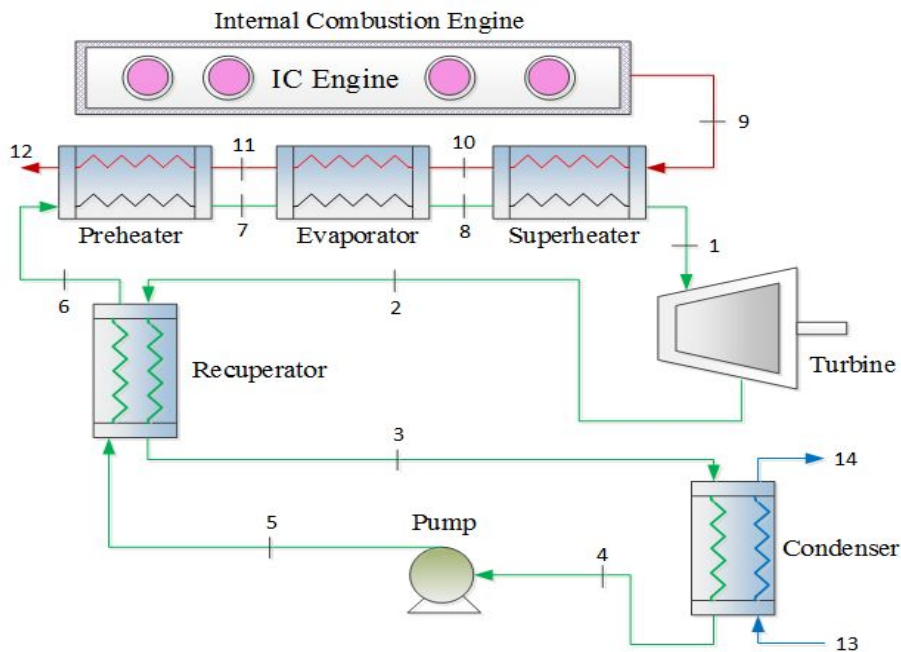 Internal Combustion Engine
IC Engine
9
12
11
10
7
8
Preheater
Evaporator
Superheater
1
6
2
Recuperator
Turbine
3
14
5
Pump
4
Condenser
13